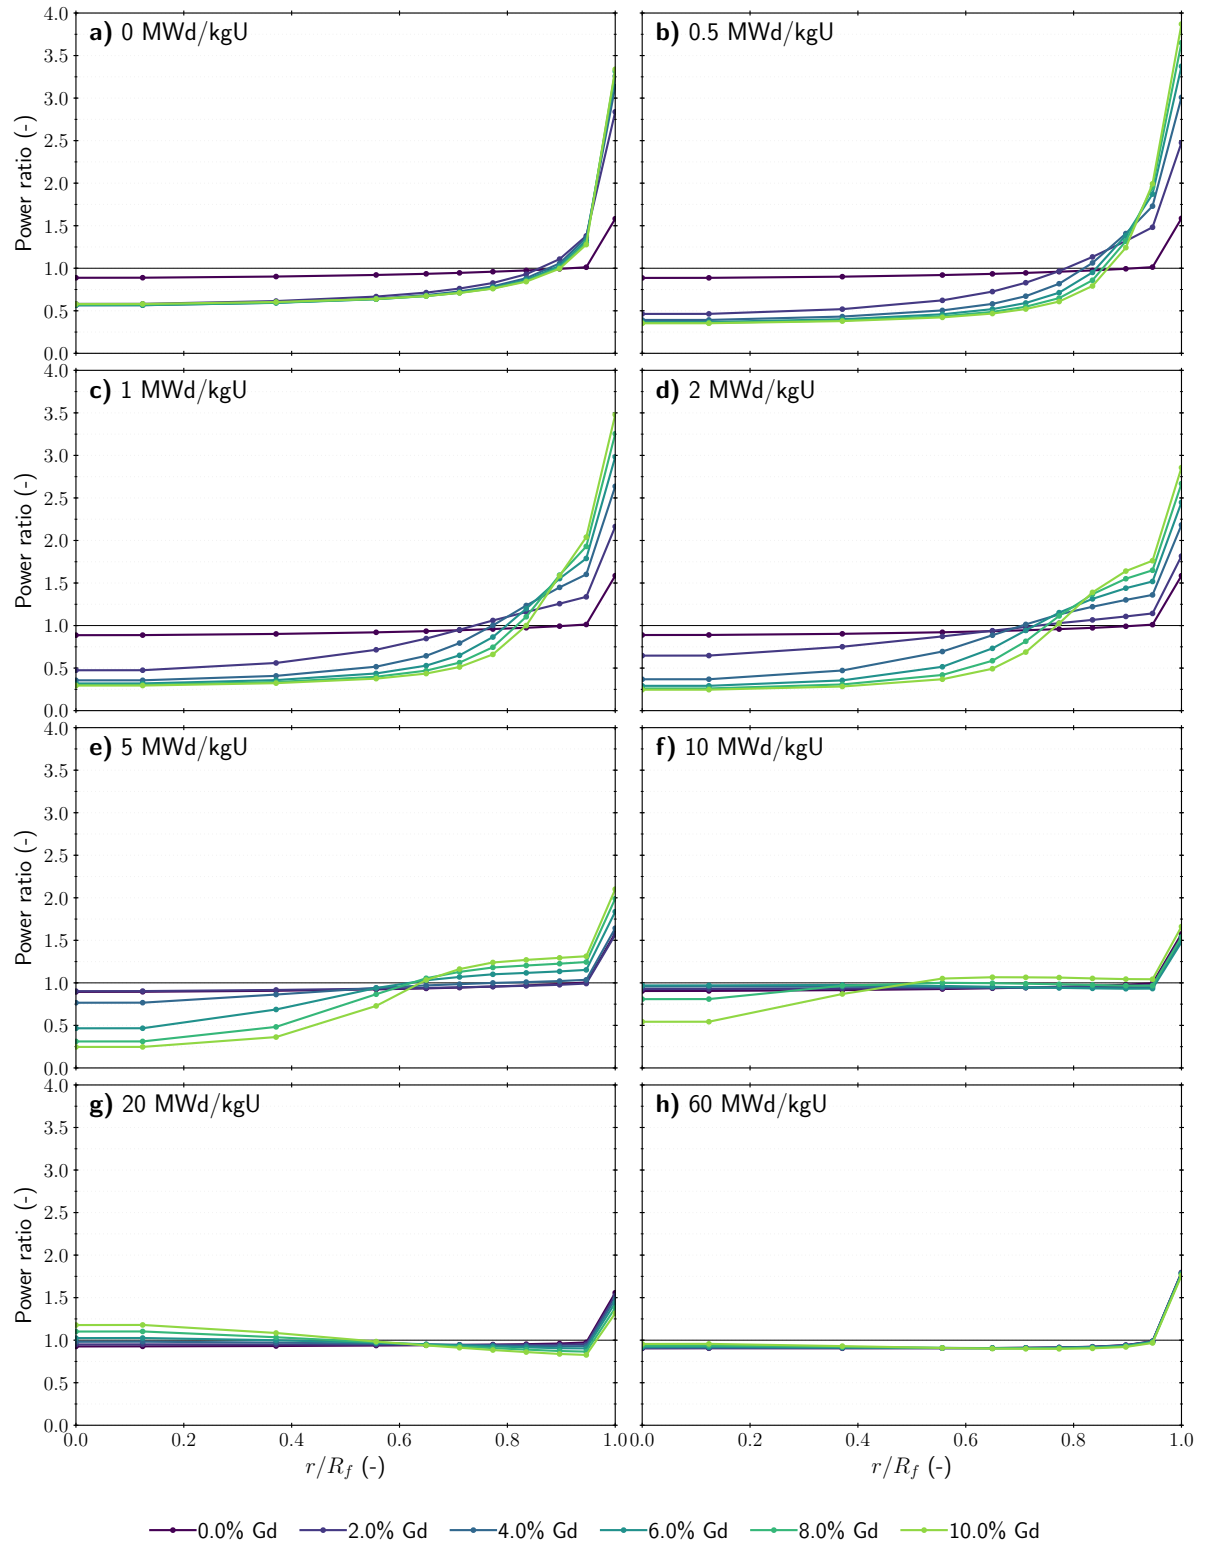 a) 0 MWd/kgU
b) 0.5 MWd/kgU
4.0
3.5
3.0
2.5
2.0
1.5
1.0
0.5
0.0
Power ratio (-)
c) 1 MWd/kgU
d) 2 MWd/kgU
4.0
3.5
3.0
2.5
2.0
1.5
1.0
0.5
0.0
Power ratio (-)
e) 5 MWd/kgU
f) 10 MWd/kgU
4.0
3.5
3.0
2.5
2.0
1.5
1.0
0.5
0.0
Power ratio (-)
g) 20 MWd/kgU
h) 60 MWd/kgU
4.0
3.5
3.0
2.5
2.0
1.5
1.0
0.5
0.0
Power ratio (-)
0.0 0.2 0.4 0.6 0.8 1.0
0.0 0.2 0.4 0.6 0.8 1.0
r/R_f (-)
r/R_f (-)
0.0% Gd 2.0% Gd 4.0% Gd 6.0% Gd 8.0% Gd 10.0% Gd